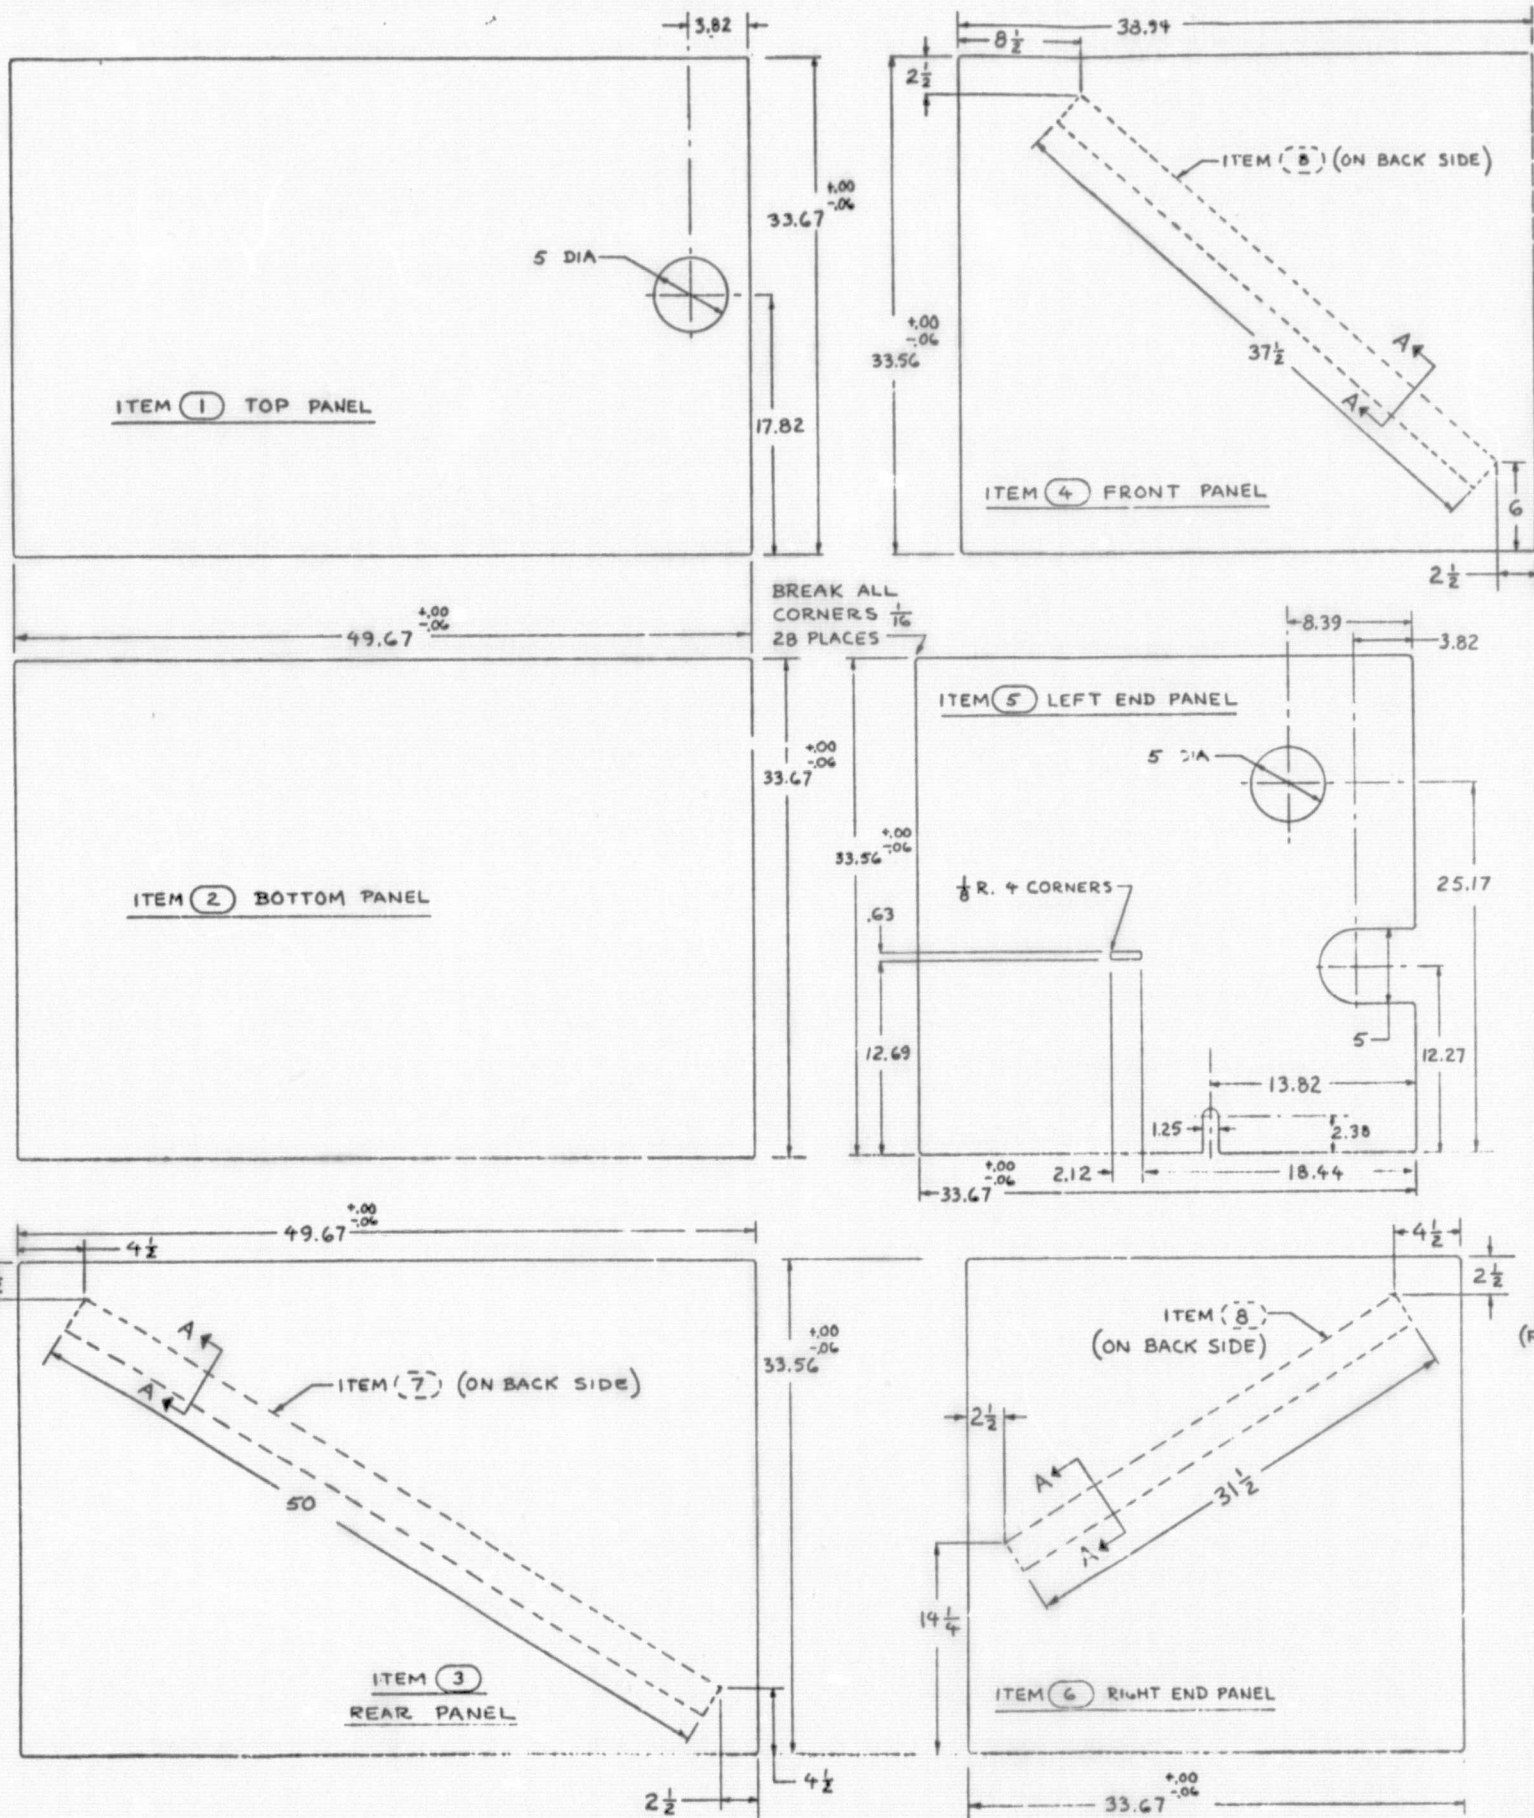 3.82
+.00
-.06
33.67
5 DIA
17.82
ITEM 1 TOP PANEL
+.00
-.06
49.67
38.94
8 1/2
2 1/2
ITEM 8 (ON BACK SIDE)
+.00
-.06
33.56
37 1/2
A
A
ITEM 4 FRONT PANEL
6
2 1/2
BREAK ALL
CORNERS 1/16
28 PLACES
+.00
-.06
33.67
ITEM 2 BOTTOM PANEL
8.39
3.82
ITEM 5 LEFT END PANEL
5 DIA
+.00
-.06
33.56
1/8 R. 4 CORNERS
.63
25.17
12.69
5
12.27
13.82
1.25
2.38
+.00
-.06
33.67
2.12
18.44
+.00
-.06
49.67
4 1/2
A
A
ITEM 7 (ON BACK SIDE)
+.00
-.06
33.56
50
ITEM 3
REAR PANEL
4 1/2
2 1/2
4 1/2
2 1/2
ITEM 8
(ON BACK SIDE)
2 1/2
A
A
31 1/2
14 1/4
ITEM 6 RIGHT END PANEL
+.00
-.06
33.67